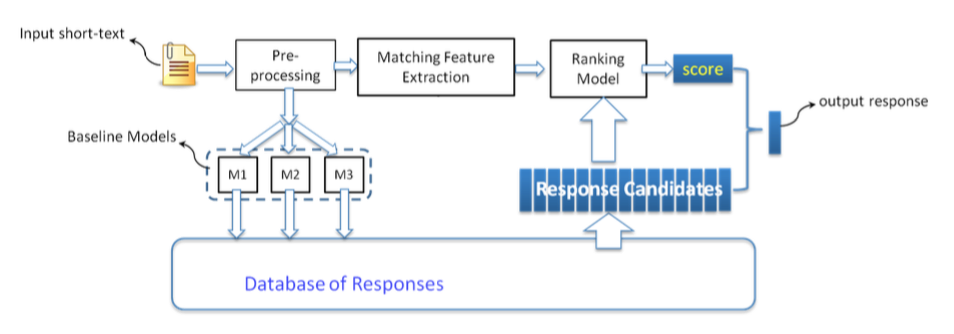 Input short-text
Pre-
processing
Matching Feature
Extraction
Ranking
Model
score
output response
Baseline Models
M1
M2
M3
Response Candidates
Database of Responses